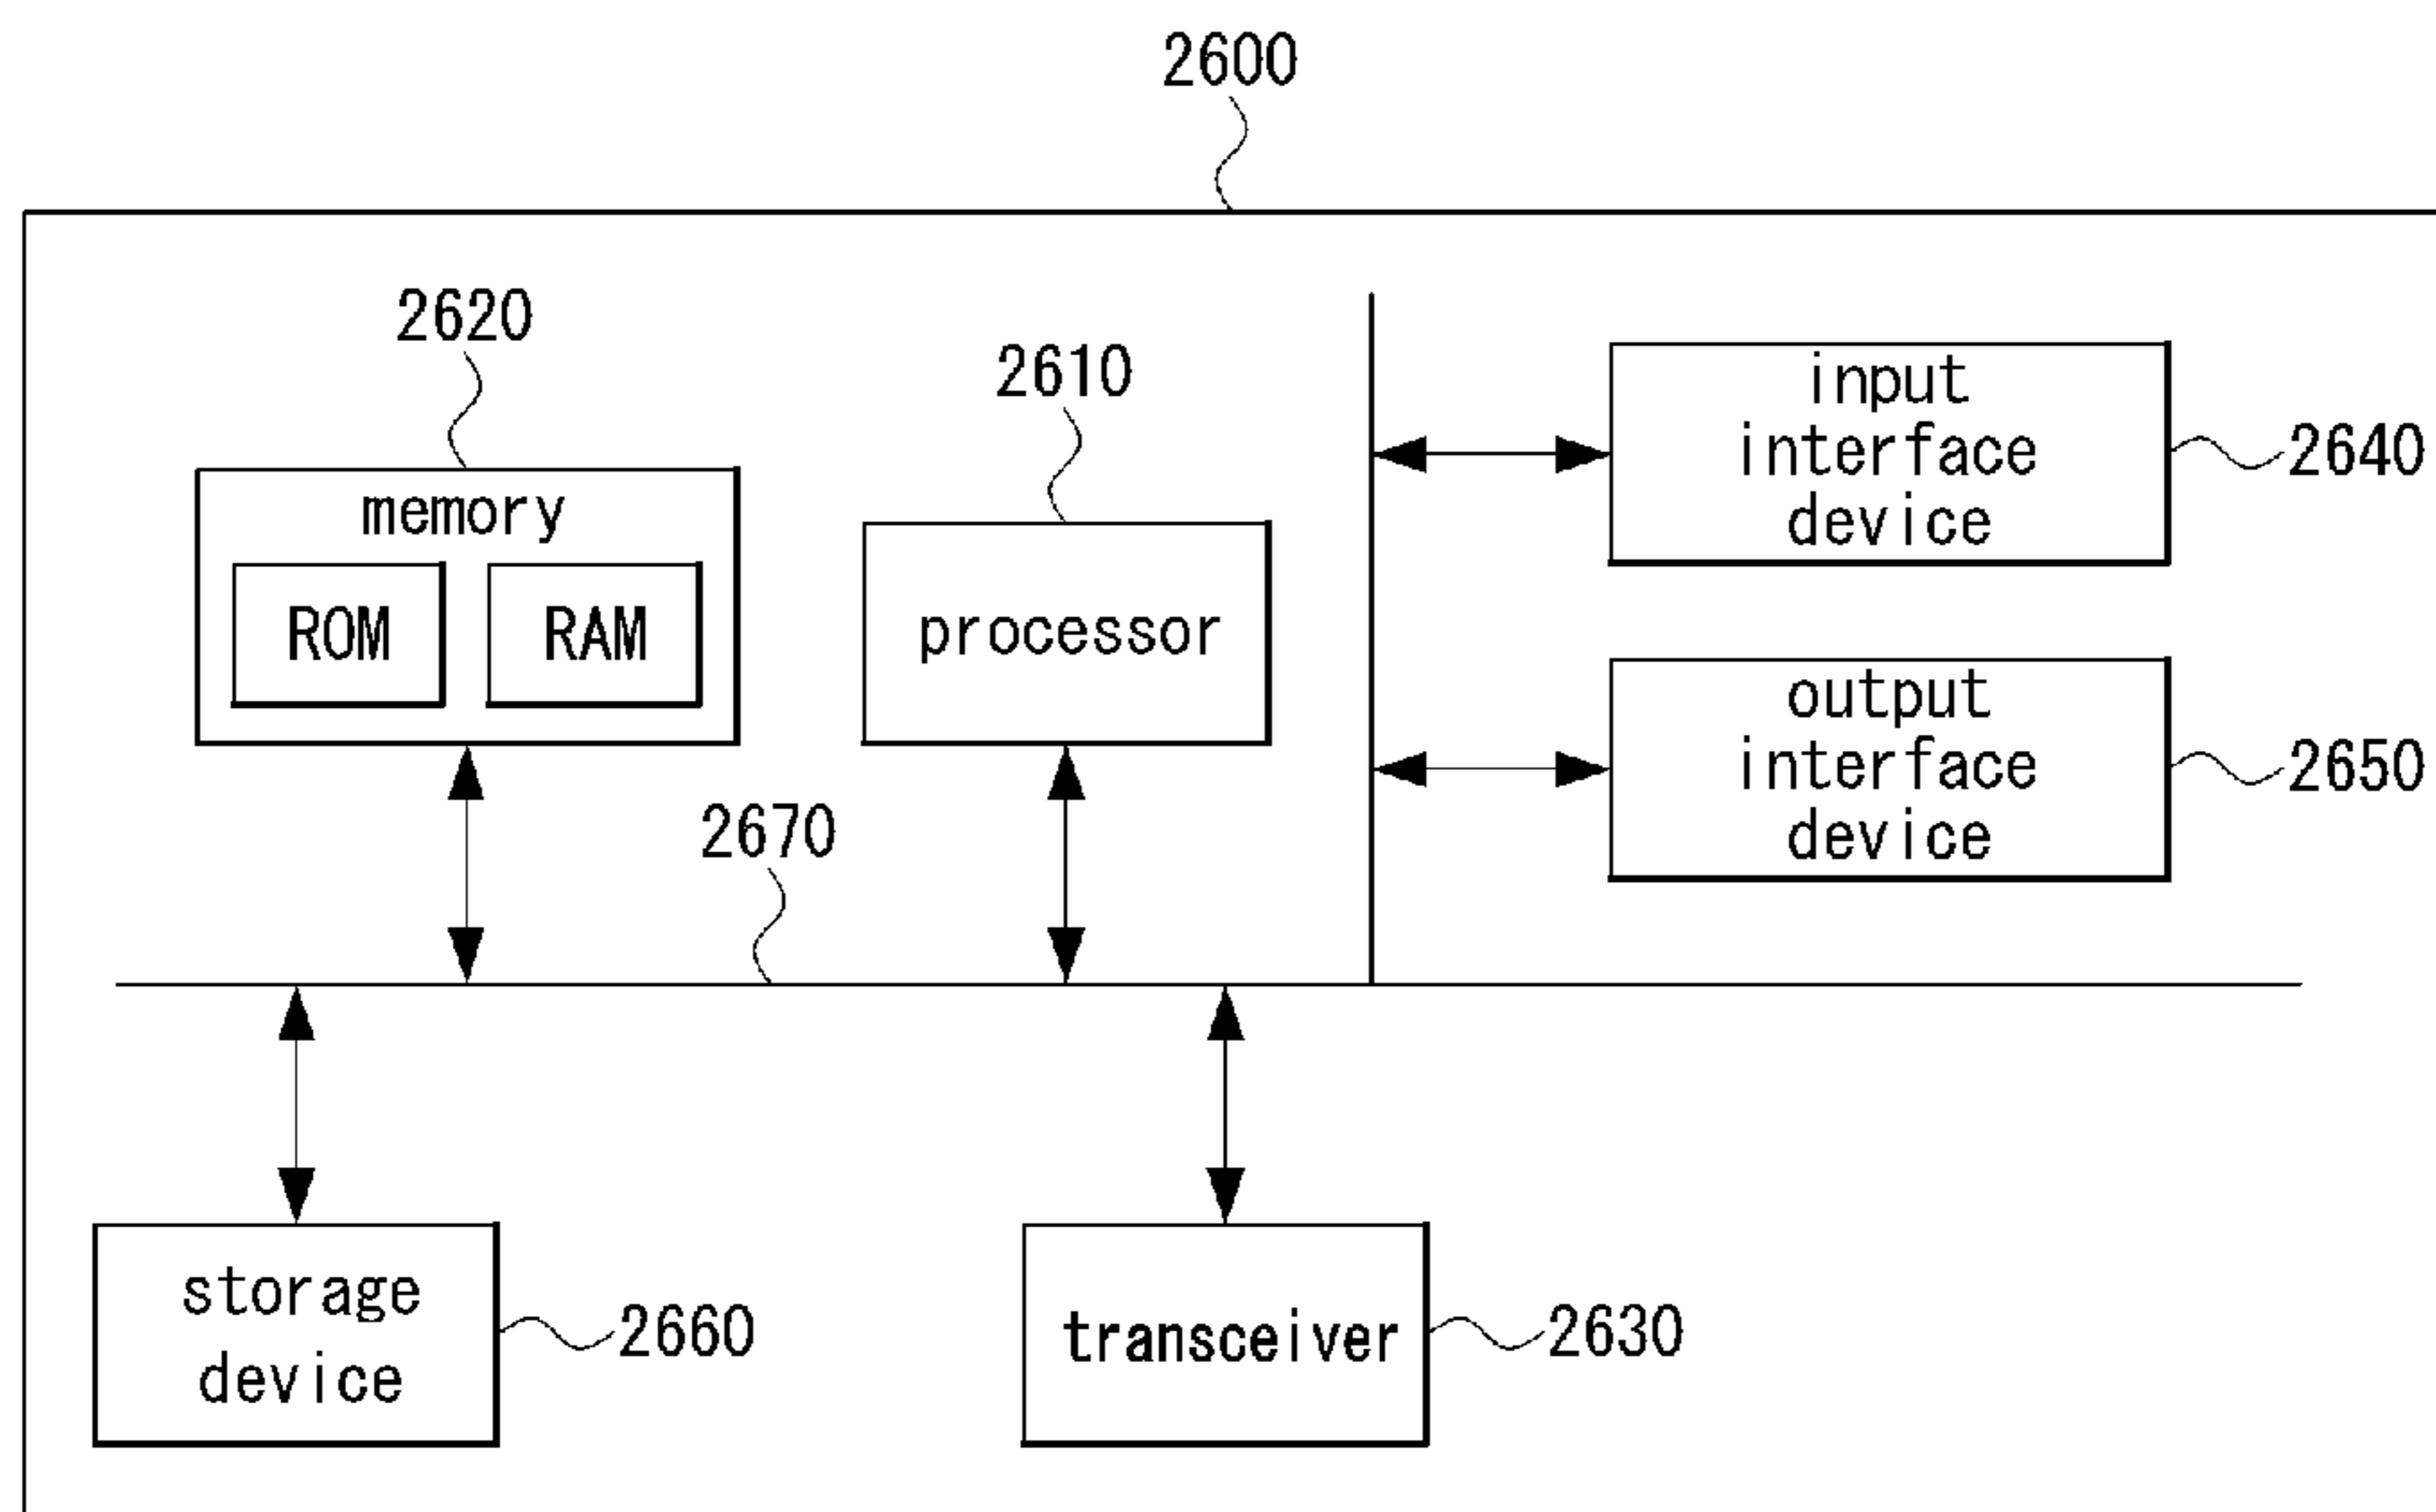 2600
2620
2610
memory
ROM
RAM
processor
input
interface
device
2640
output
interface
device
2650
2670
storage
device
2660
transceiver
2630